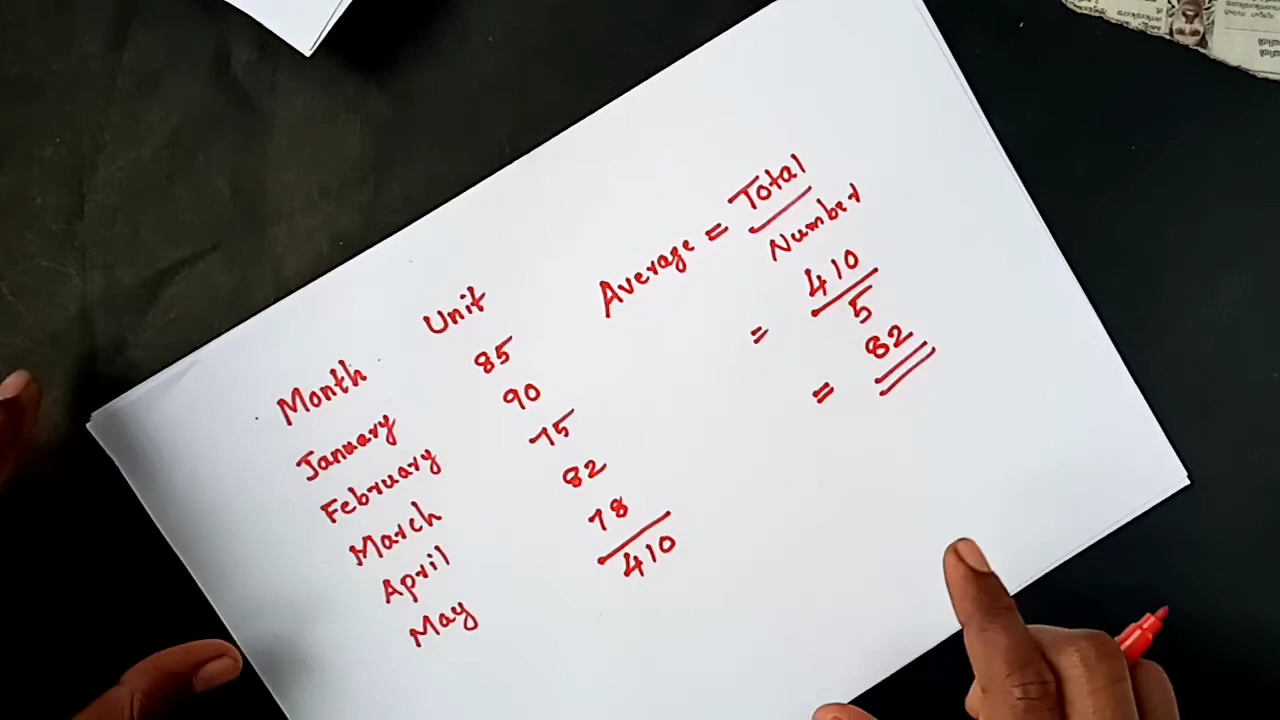 Month Unit
January 85
February 90
March 75
April 82
May 78
410
Average = Total
Number
= 410
5
= 82